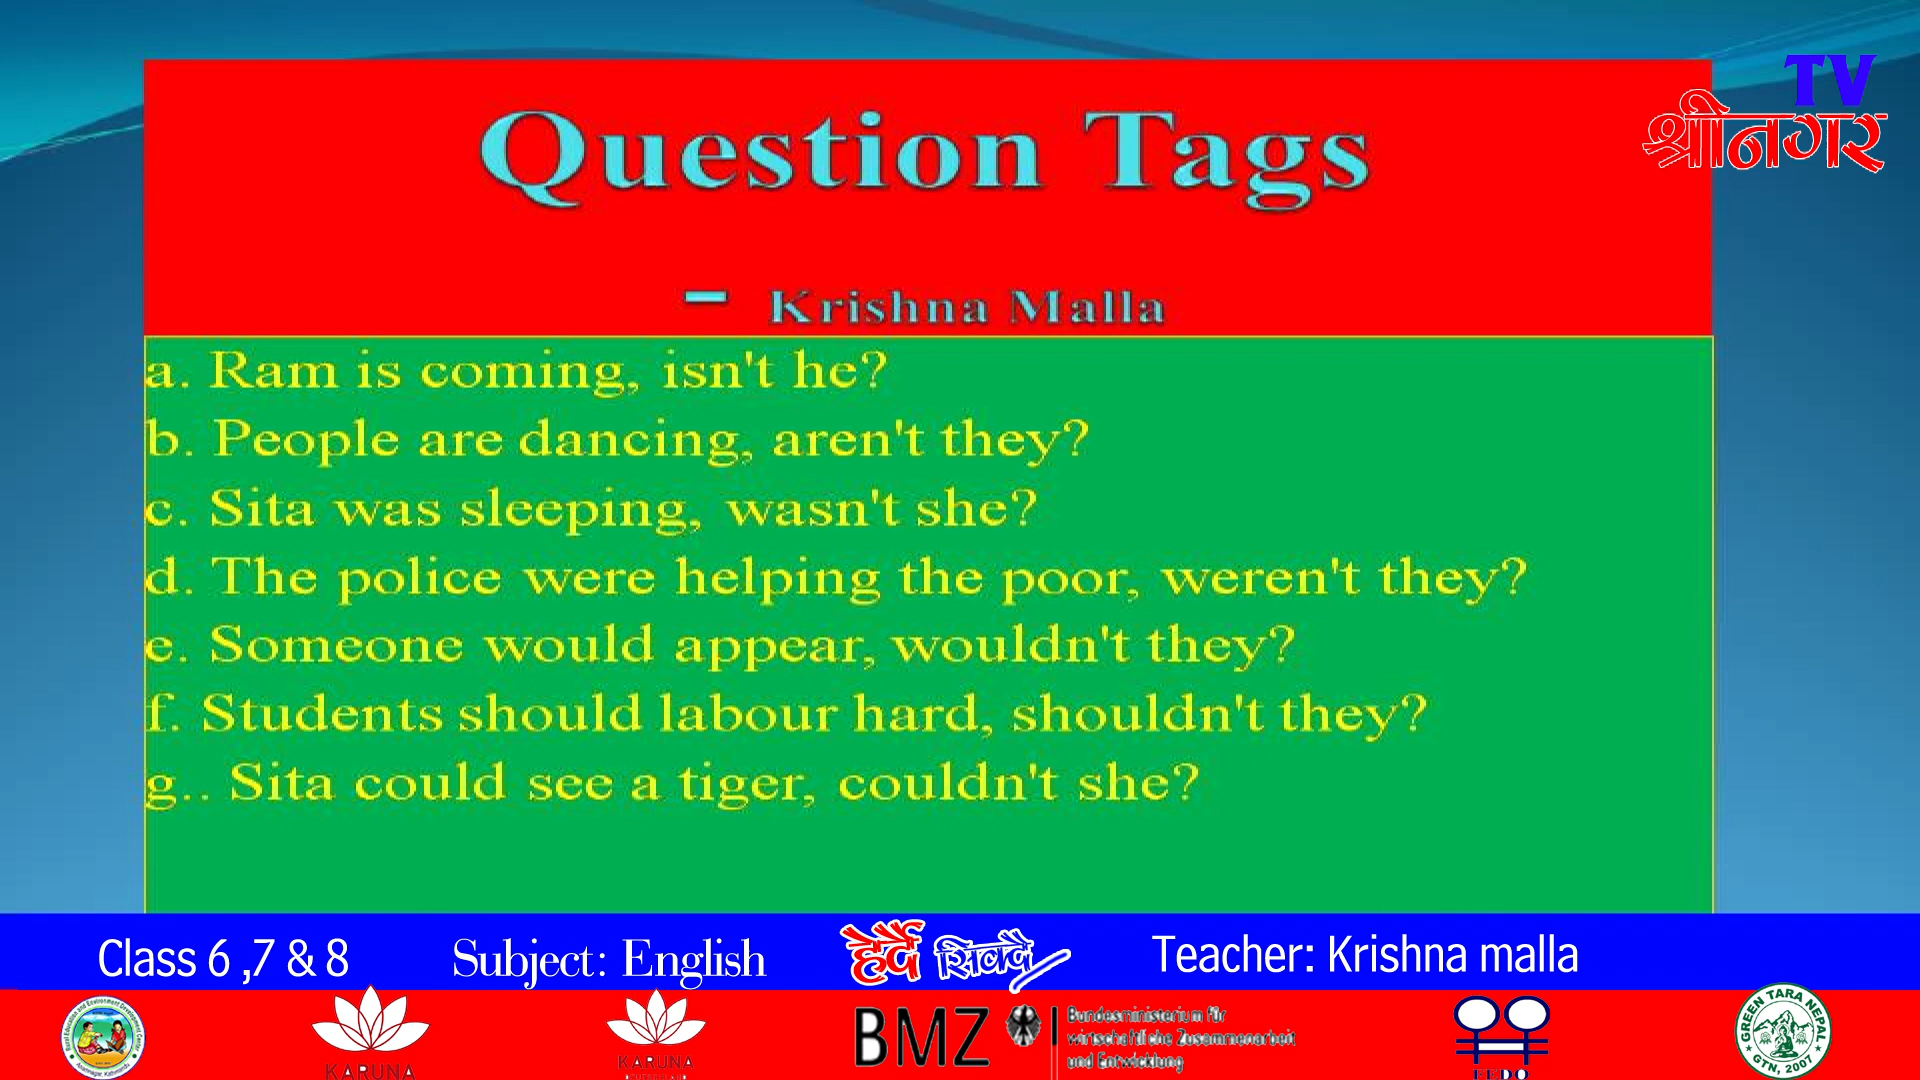 TV
श्रीनगर
Question Tags
- Krishna Malla
a. Ram is coming, isn't he?
b. People are dancing, aren't they?
c. Sita was sleeping, wasn't she?
d. The police were helping the poor, weren't they?
e. Someone would appear, wouldn't they?
f. Students should labour hard, shouldn't they?
g.. Sita could see a tiger, couldn't she?
Class 6 ,7 & 8
Subject: English
हेर्दै सिक्दै
Teacher: Krishna malla
KARUNA
KARUNA
BMZ
Bundesministerium für
wirtschaftliche Zusammenarbeit
und Entwicklung
FEDO
GREEN TARA NEPAL
GTN, 2007